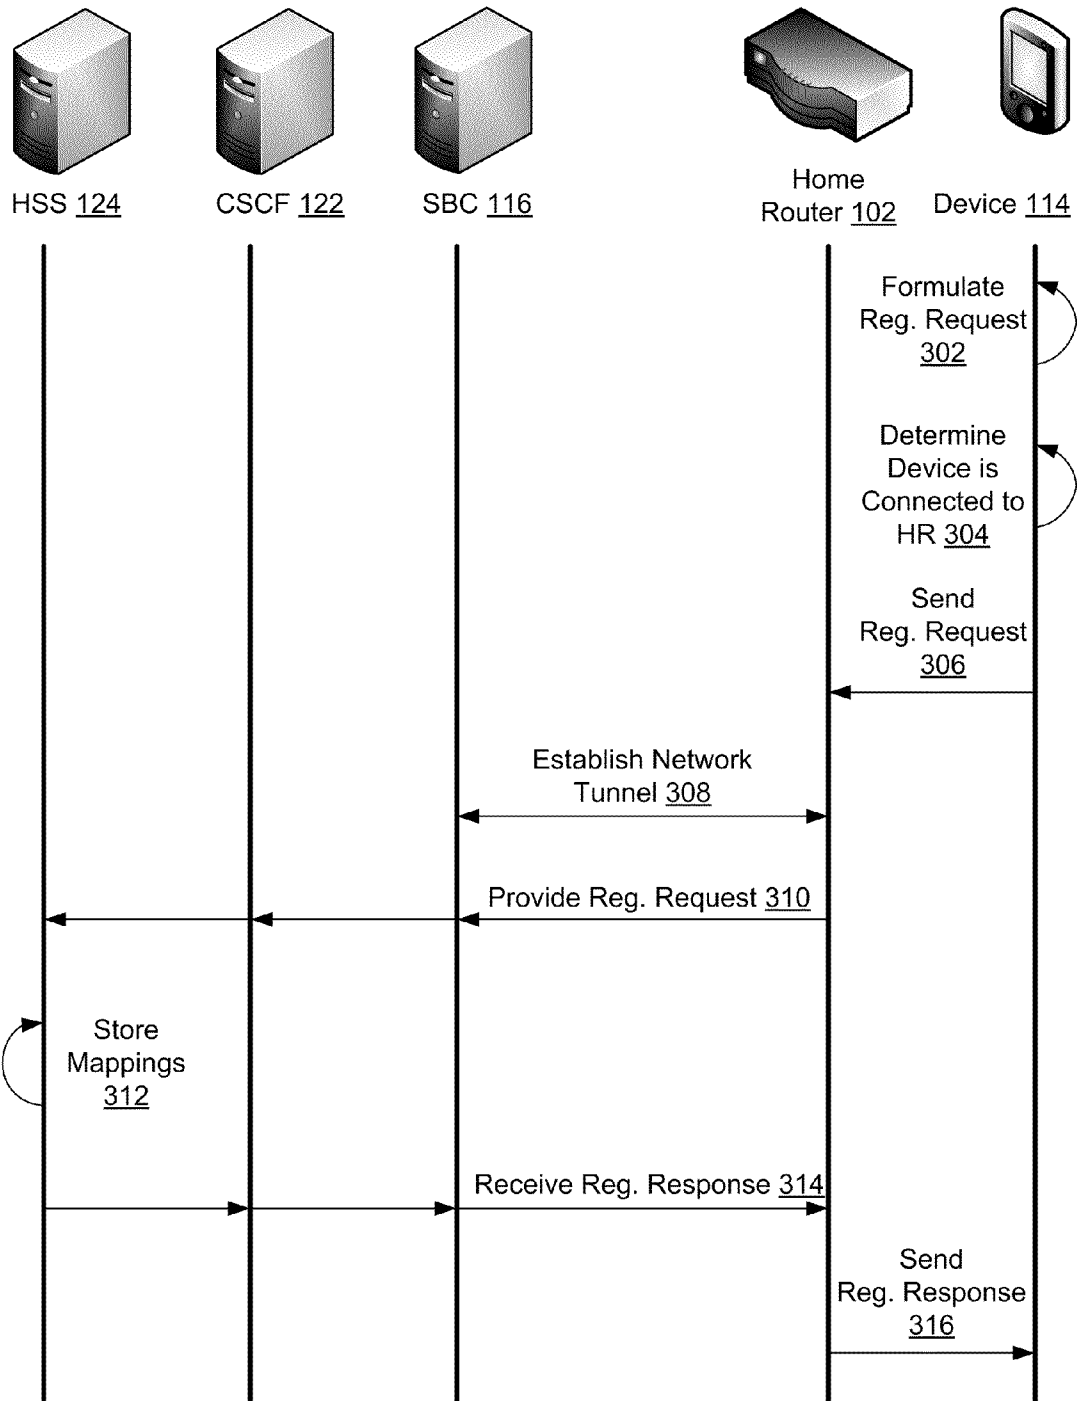 HSS 124
CSCF 122
SBC 116
Home
Router 102
Device 114
Formulate
Reg. Request
302
Determine
Device is
Connected to
HR 304
Send
Reg. Request
306
Establish Network
Tunnel 308
Provide Reg. Request 310
Store
Mappings
312
Receive Reg. Response 314
Send
Reg. Response
316